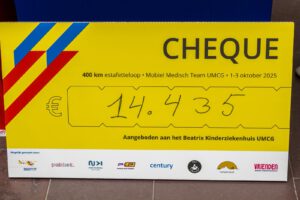 CHEQUE
400 km estafetteloop • Mobiel Medisch Team UMCG • 1-3 oktober 2025
€ 14.435
Aangeboden aan het Beatrix Kinderziekenhuis UMCG
century
VRIENDEN